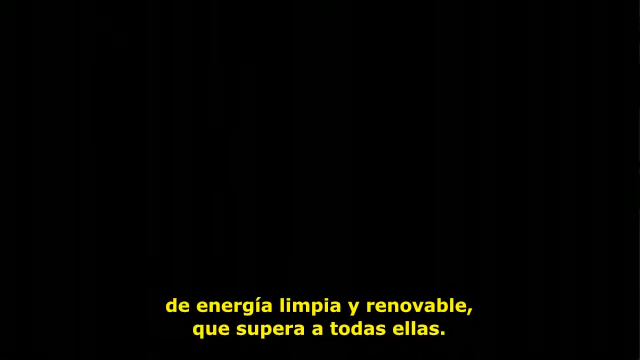 de energía limpia y renovable,
que supera a todas ellas.